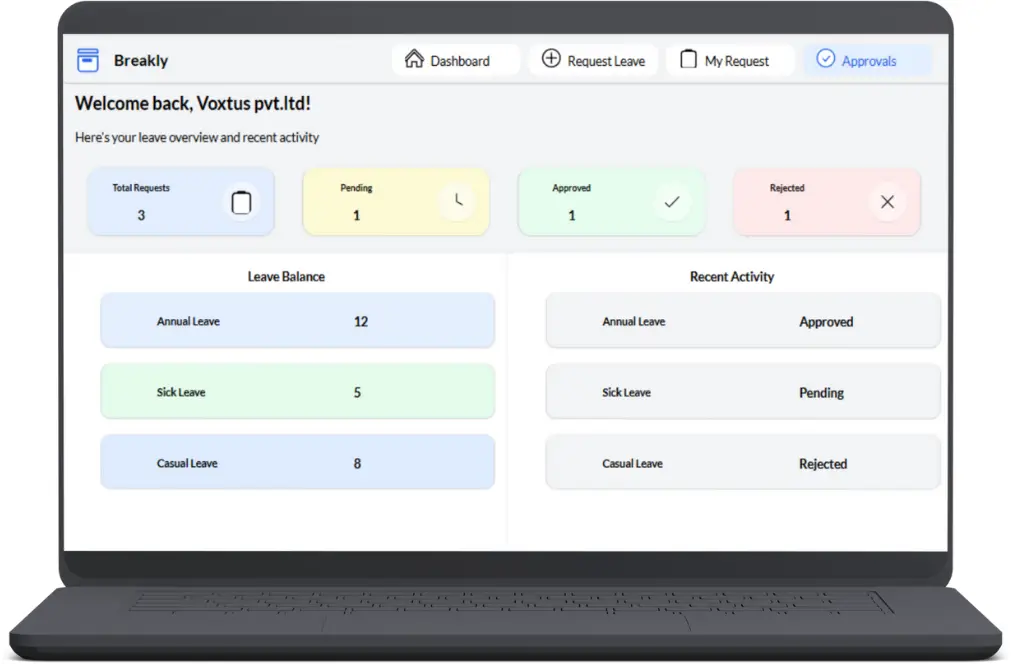 Breakly
Dashboard
Request Leave
My Request
Approvals
Welcome back, Voxtus pvt.ltd!
Here's your leave overview and recent activity
Total Requests
3
Pending
1
Approved
1
Rejected
1
Leave Balance
Annual Leave 12
Sick Leave 5
Casual Leave 8
Recent Activity
Annual Leave Approved
Sick Leave Pending
Casual Leave Rejected